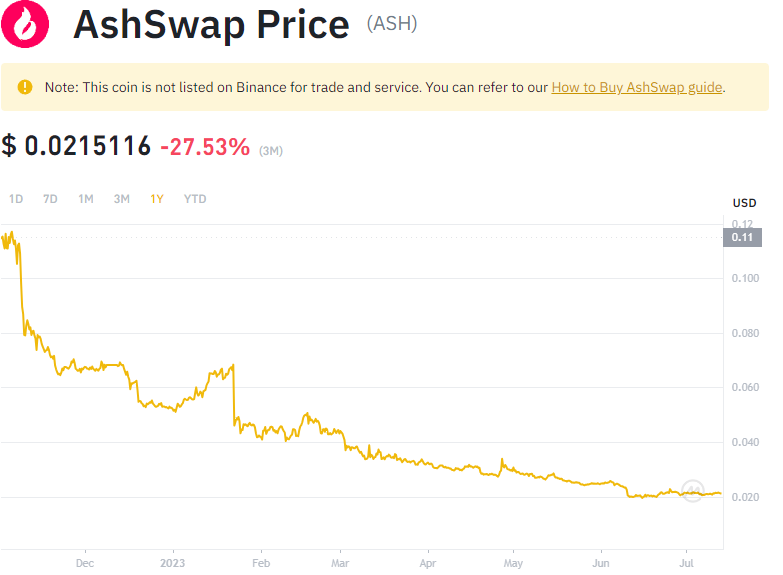 AshSwap Price (ASH)
Note: This coin is not listed on Binance for trade and service. You can refer to our How to Buy AshSwap guide.
$ 0.0215116 -27.53% (3M)
1D 7D 1M 3M 1Y YTD
USD
0.12
0.11
0.100
0.080
0.060
0.040
0.020
Dec 2023 Feb Mar Apr May Jun Jul